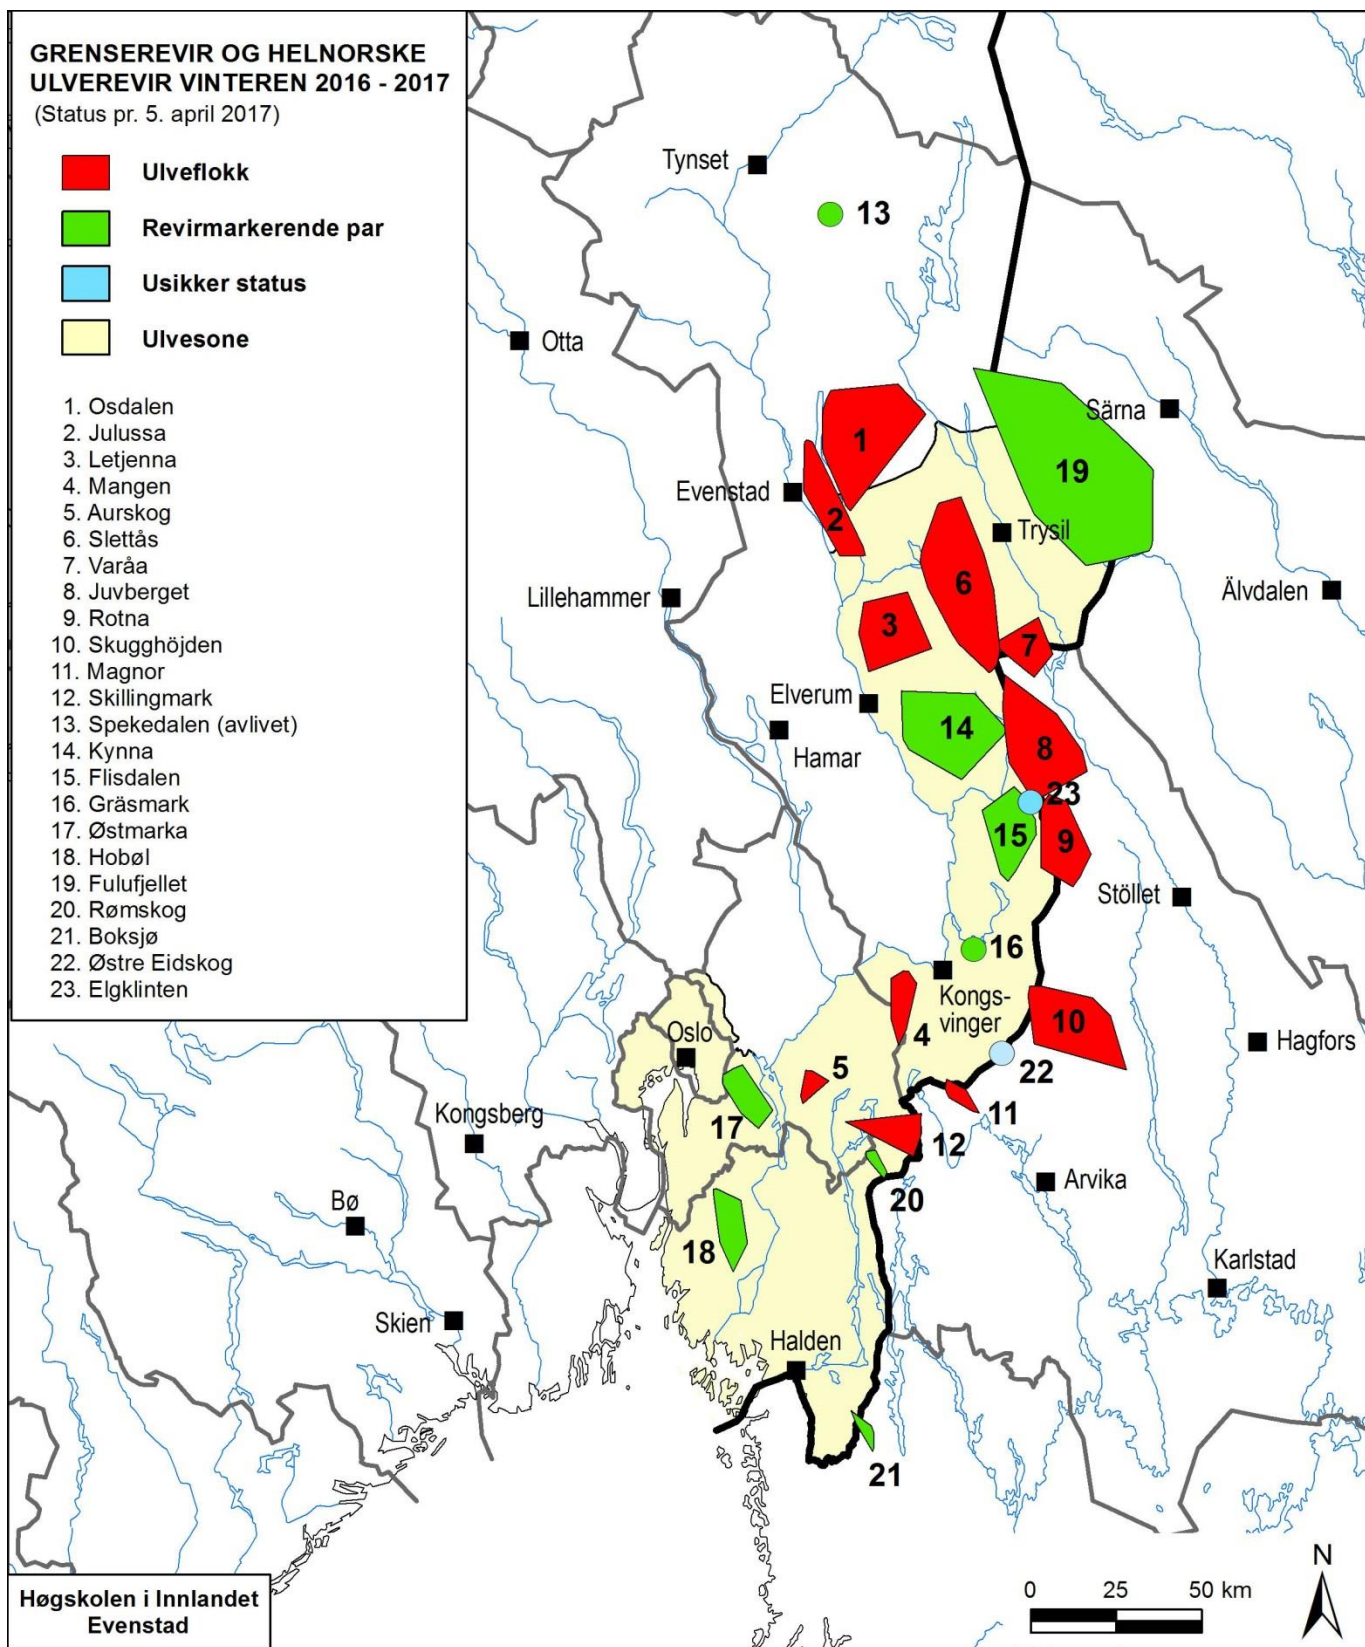 GRENSEREVIR OG HELNORSKE
ULVEREVIR VINTEREN 2016 - 2017
(Status pr. 5. april 2017)
Ulveflokk
Revirmarkerende par
Usikker status
Ulvesone
1. Osdalen
2. Julussa
3. Letjenna
4. Mangen
5. Aurskog
6. Slettås
7. Varåa
8. Juvberget
9. Rotna
10. Skugghöjden
11. Magnor
12. Skillingmark
13. Spekedalen (avlivet)
14. Kynna
15. Flisdalen
16. Gräsmark
17. Østmarka
18. Hobøl
19. Fulufjellet
20. Rømskog
21. Boksjø
22. Østre Eidskog
23. Elgklinten
Tynset
13
Otta
Särna
1
19
Evenstad
2
Trysil
6
Älvdalen
Lillehammer
3
7
Elverum
14
8
Hamar
23
15
9
Stöllet
16
Kongs-
vinger
4
10
Oslo
Hagfors
5
22
11
Kongsberg
17
12
Arvika
20
Bø
18
Karlstad
Skien
Halden
21
N
0 25 50 km
Høgskolen i Innlandet
Evenstad